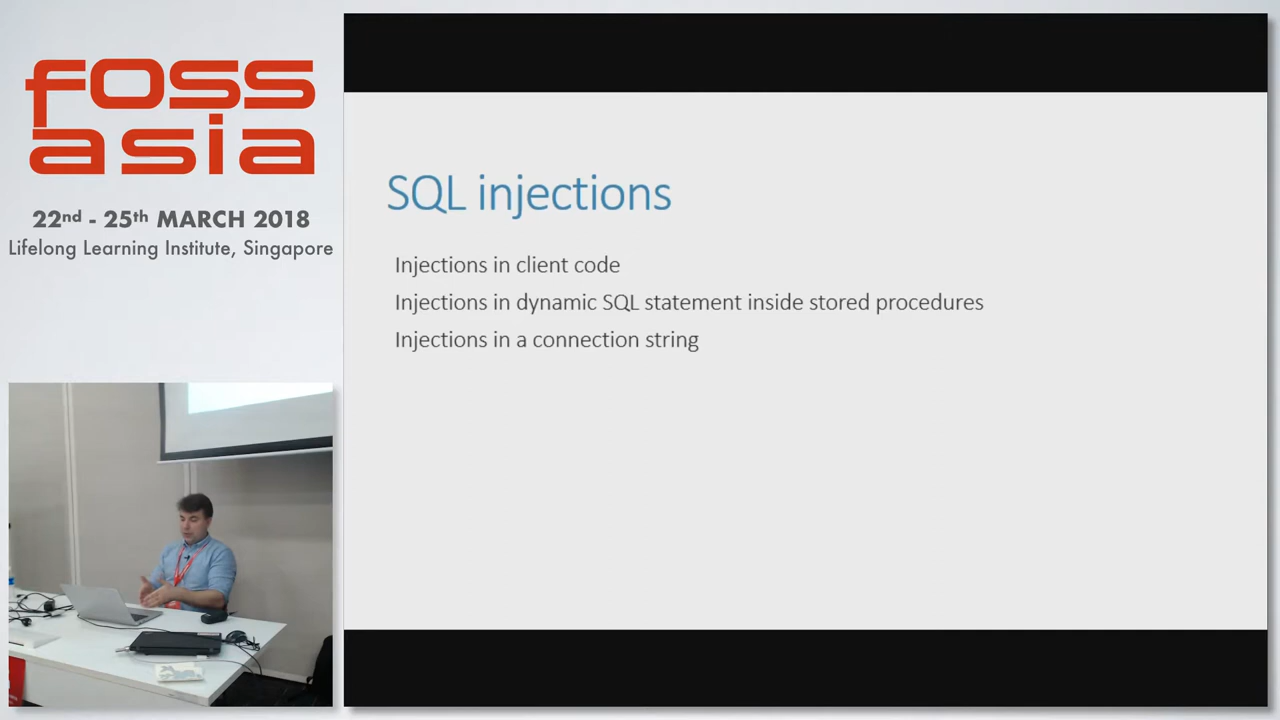 foss
asia
22nd - 25th MARCH 2018
Lifelong Learning Institute, Singapore
SQL injections
Injections in client code
Injections in dynamic SQL statement inside stored procedures
Injections in a connection string